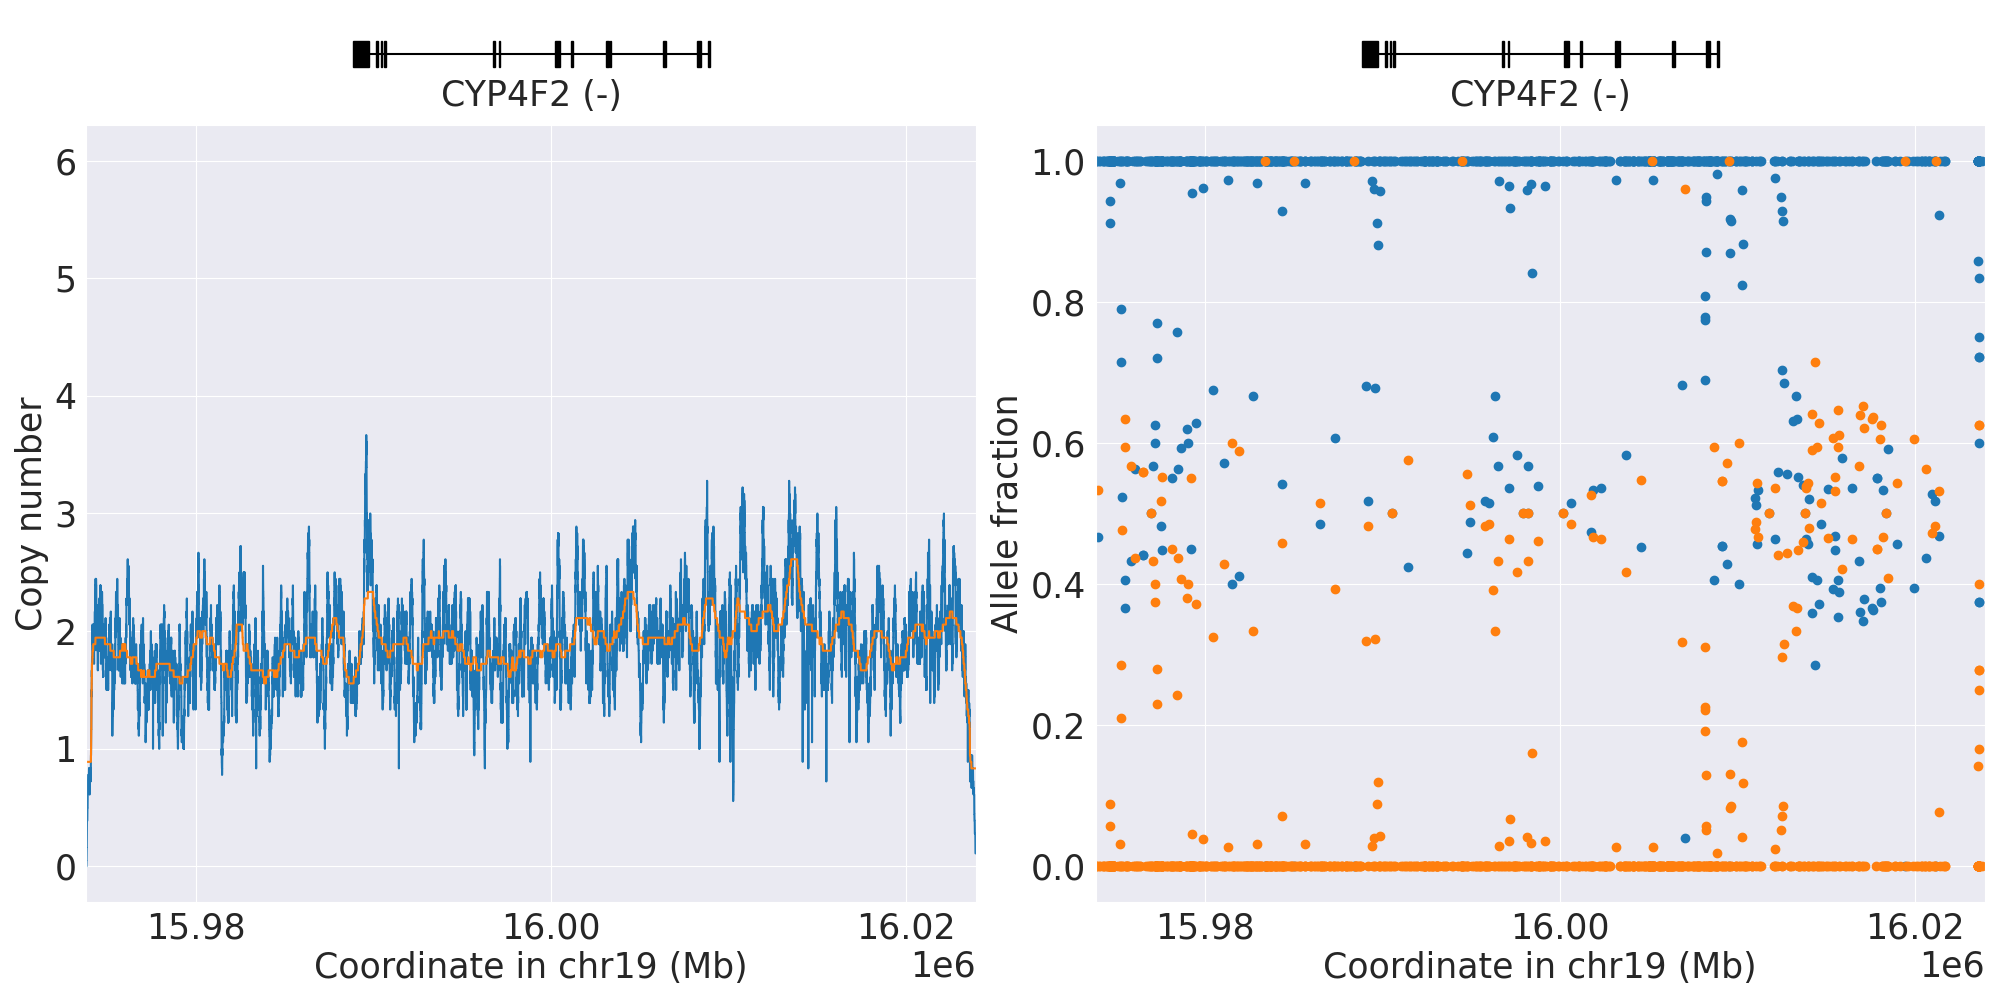 CYP4F2 (-)
6
5
4
3
2
1
0
Copy number
15.98
16.00
16.02
Coordinate in chr19 (Mb)
1e6
CYP4F2 (-)
1.0
0.8
0.6
0.4
0.2
0.0
Allele fraction
15.98
16.00
16.02
Coordinate in chr19 (Mb)
1e6